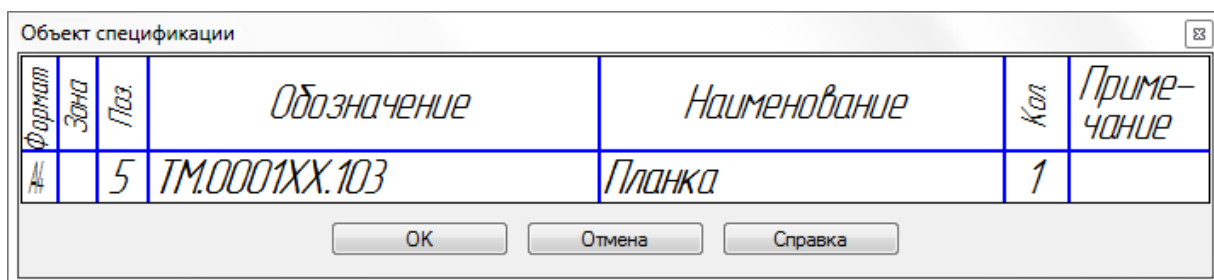 Объект спецификации
Формат Зона Поз. Обозначение Наименование Кол. Приме-
чание
А4 5 ТМ.0001ХХ.103 Планка 1
ОК Отмена Справка